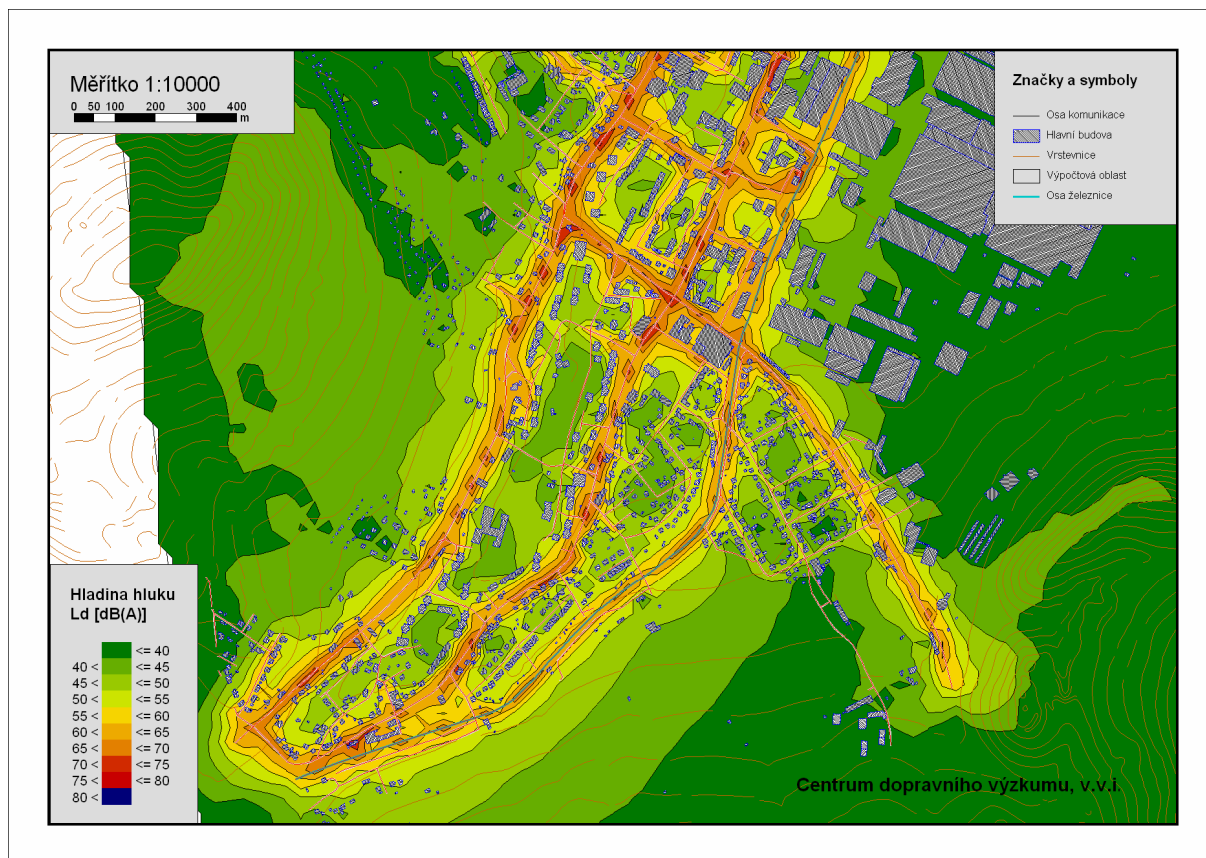 Měřítko 1:10000
0 50 100 200 300 400
m
Značky a symboly
Osa komunikace
Hlavní budova
Vrstevnice
Výpočtová oblast
Osa železnice
Hladina hluku
Ld [dB(A)]
<= 40
40 < <= 45
45 < <= 50
50 < <= 55
55 < <= 60
60 < <= 65
65 < <= 70
70 < <= 75
75 < <= 80
80 <
Centrum dopravního výzkumu, v.v.i.